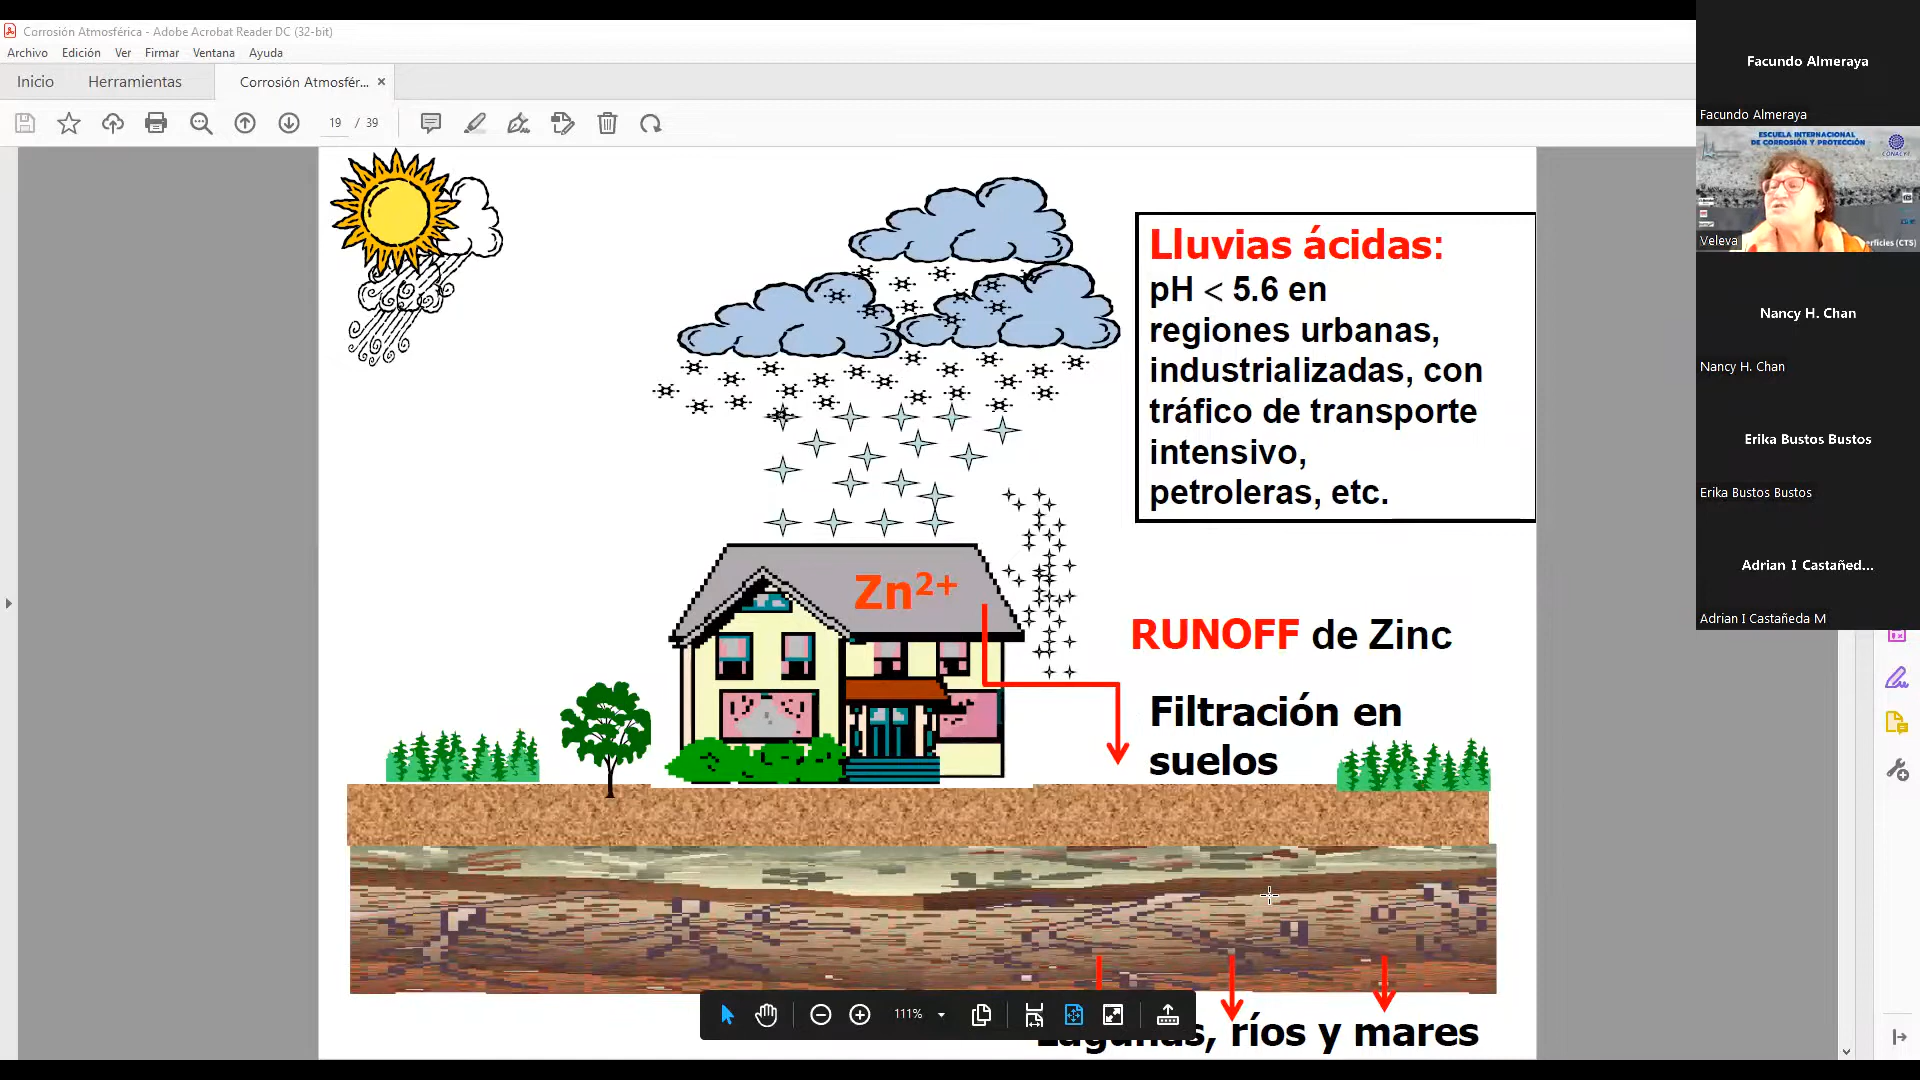 Corrosión Atmosférica - Adobe Acrobat Reader DC (32-bit)
Archivo Edición Ver Firmar Ventana Ayuda
Inicio Herramientas Corrosión Atmosfér... ×
19 / 39
Lluvias ácidas:
pH < 5.6 en
regiones urbanas,
industrializadas, con
tráfico de transporte
intensivo,
petroleras, etc.
Zn²⁺
RUNOFF de Zinc
Filtración en
suelos
ríos y mares
111%
Facundo Almeraya
Facundo Almeraya
ESCUELA INTERNACIONAL
DE CORROSIÓN Y PROTECCIÓN
CONACYT
Veleva
erficies (CTS)
Nancy H. Chan
Nancy H. Chan
Erika Bustos Bustos
Erika Bustos Bustos
Adrian I Castañed...
Adrian I Castañeda M